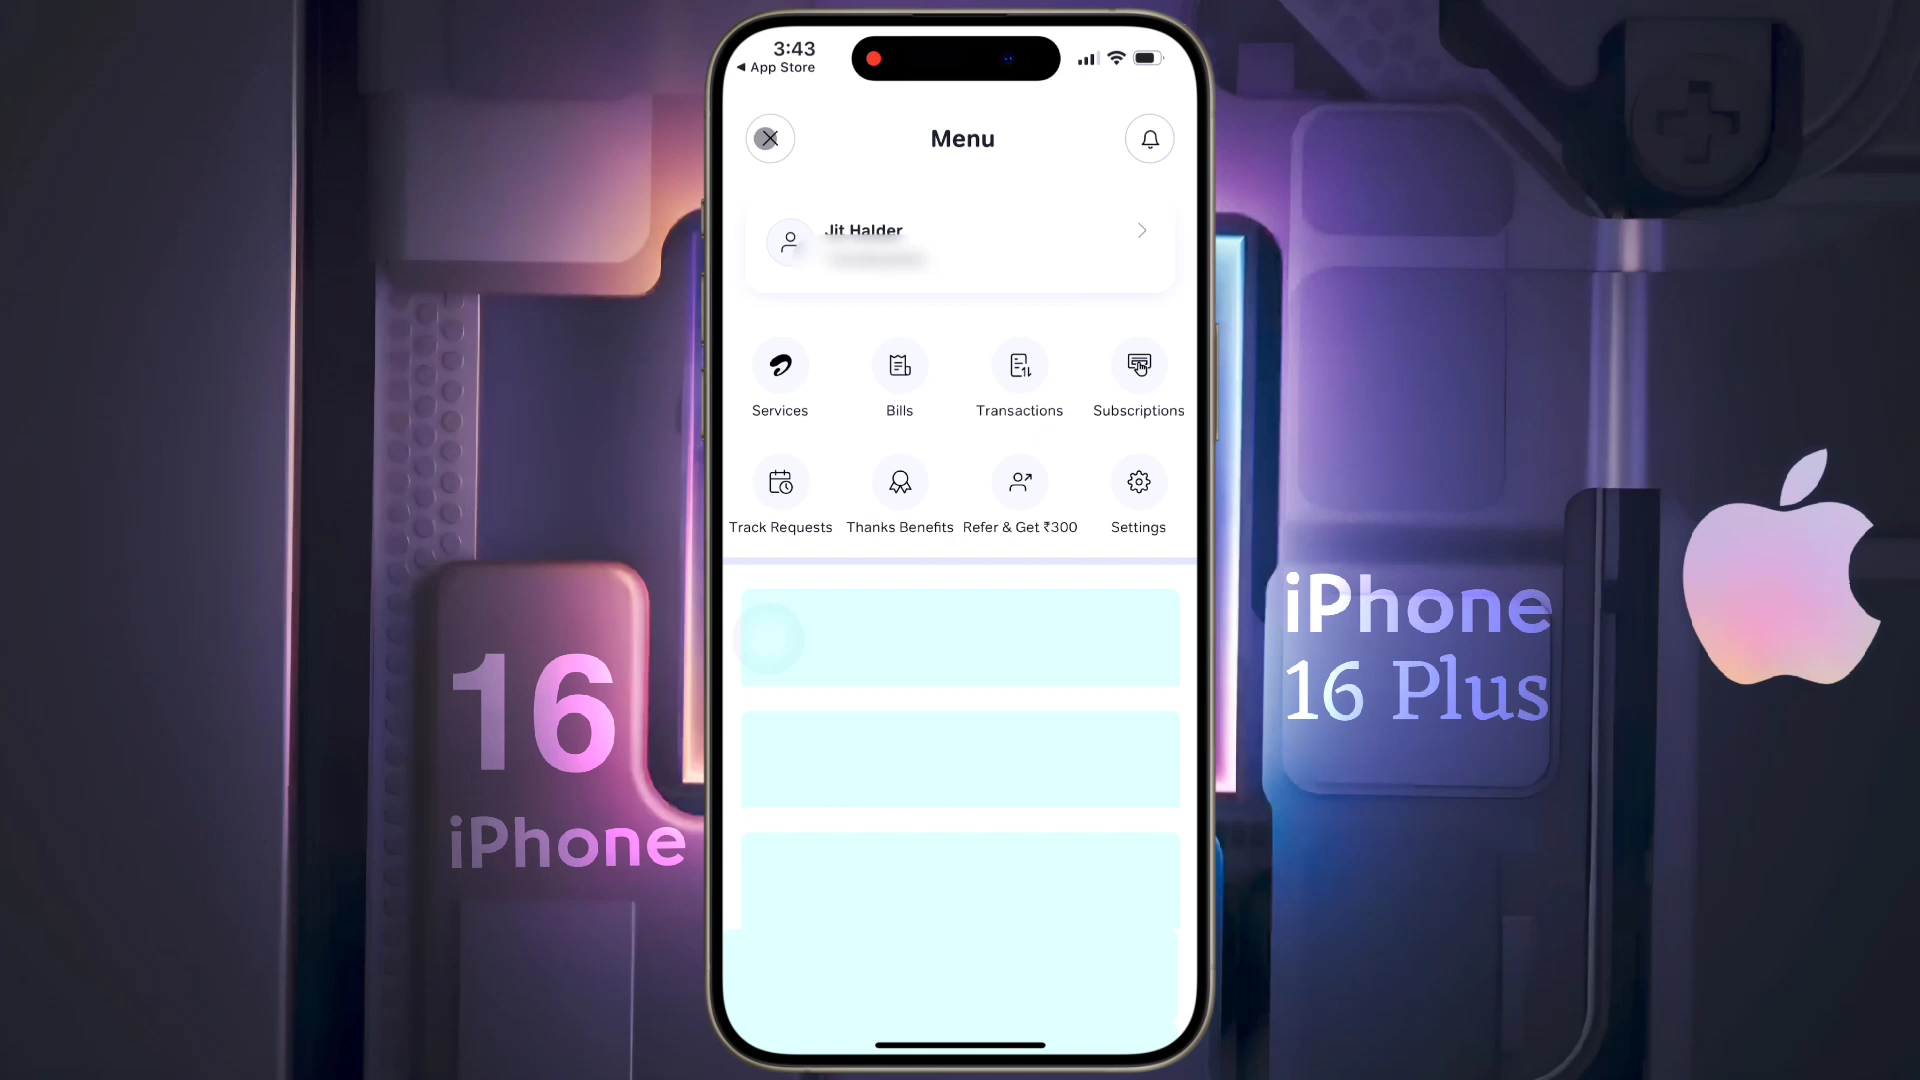 3:43
◀ App Store
Menu
Jit Halder
Services
Bills
Transactions
Subscriptions
Track Requests
Thanks Benefits
Refer & Get ₹300
Settings
16
iPhone
iPhone
16 Plus